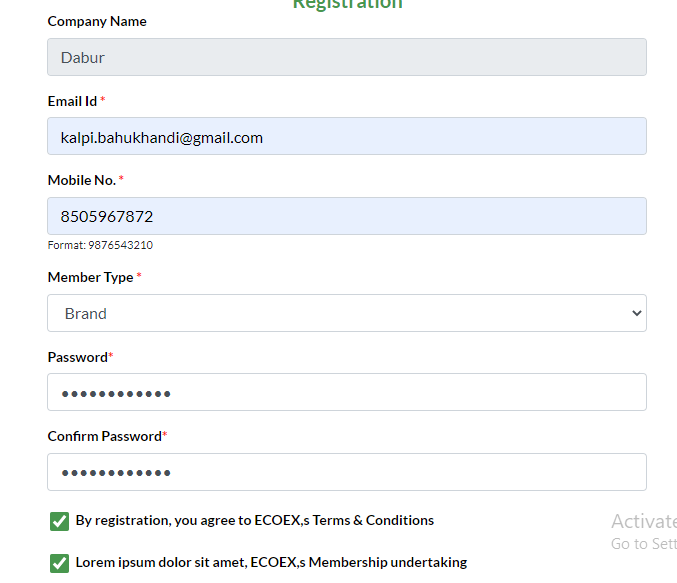 Registration
Company Name
Dabur
Email Id *
kalpi.bahukhandi@gmail.com
Mobile No. *
8505967872
Format: 9876543210
Member Type *
Brand
Password*
••••••••••••
Confirm Password*
••••••••••••
By registration, you agree to ECOEX,s Terms & Conditions
Activate
Go to Sett
Lorem ipsum dolor sit amet, ECOEX,s Membership undertaking